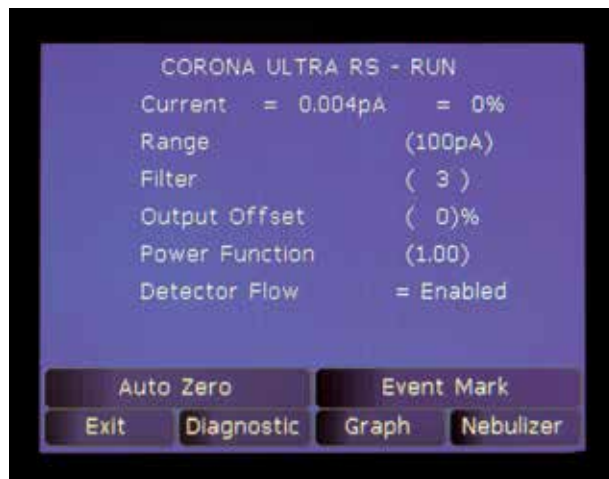 CORONA ULTRA RS - RUN
Current = 0.004pA = 0%
Range (100pA)
Filter ( 3 )
Output Offset ( 0)%
Power Function (1.00)
Detector Flow = Enabled
Auto Zero Event Mark
Exit Diagnostic Graph Nebulizer